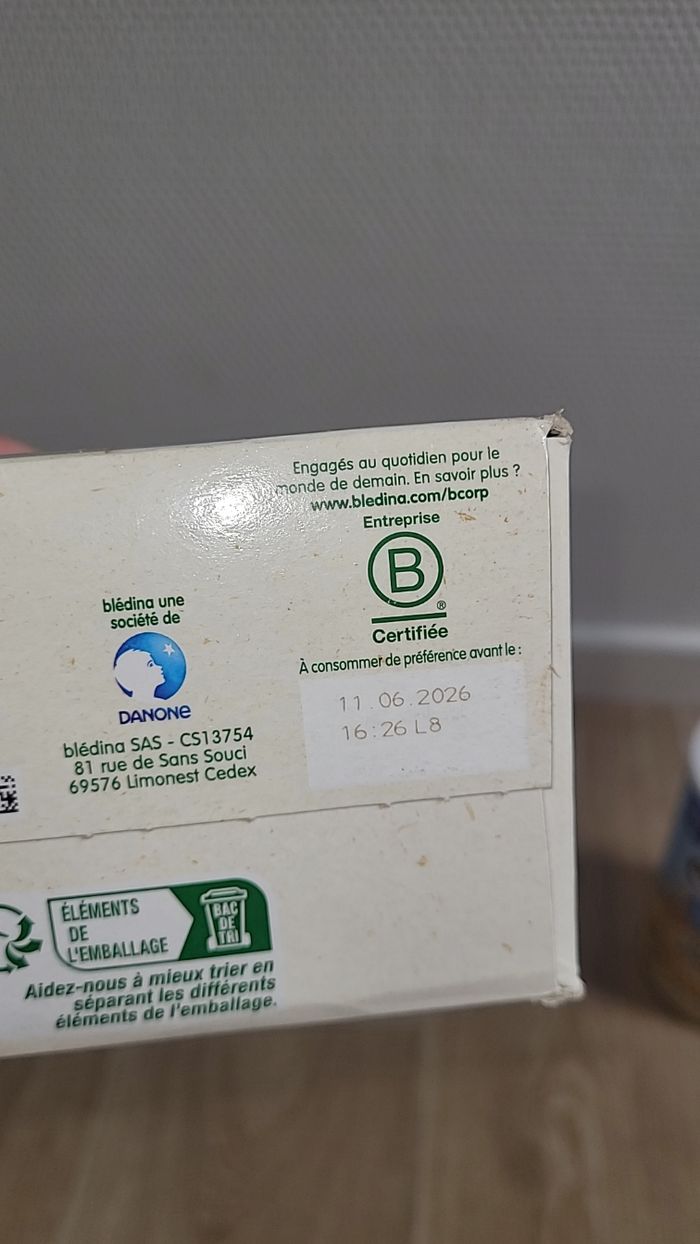 Engagés au quotidien pour le
monde de demain. En savoir plus ?
www.bledina.com/bcorp
Entreprise
B
®
Certifiée
À consommer de préférence avant le :
11.06.2026
16:26 L8
blédina une
société de
DANONE
blédina SAS - CS13754
81 rue de Sans Souci
69576 Limonest Cedex
ÉLÉMENTS
DE
L'EMBALLAGE
BAC
DE
TRI
Aidez-nous à mieux trier en
séparant les différents
éléments de l'emballage.